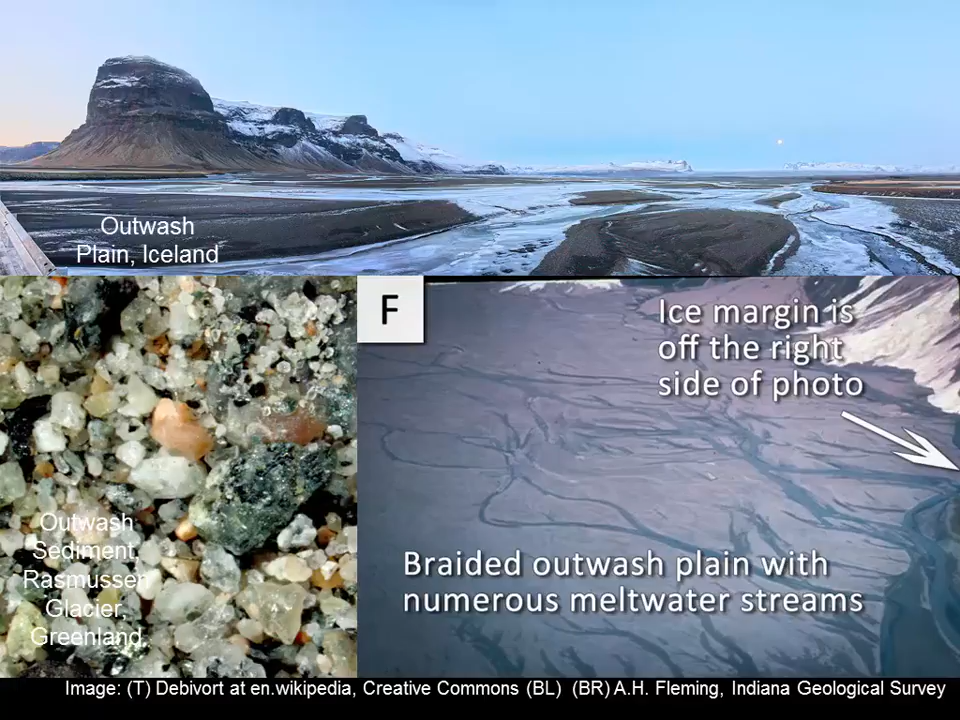 Outwash
Plain, Iceland
F
Ice margin is
off the right
side of photo
Outwash
Sediment,
Rasmussen
Glacier,
Greenland
Braided outwash plain with
numerous meltwater streams
Image: (T) Debivort at en.wikipedia, Creative Commons (BL) (BR) A.H. Fleming, Indiana Geological Survey